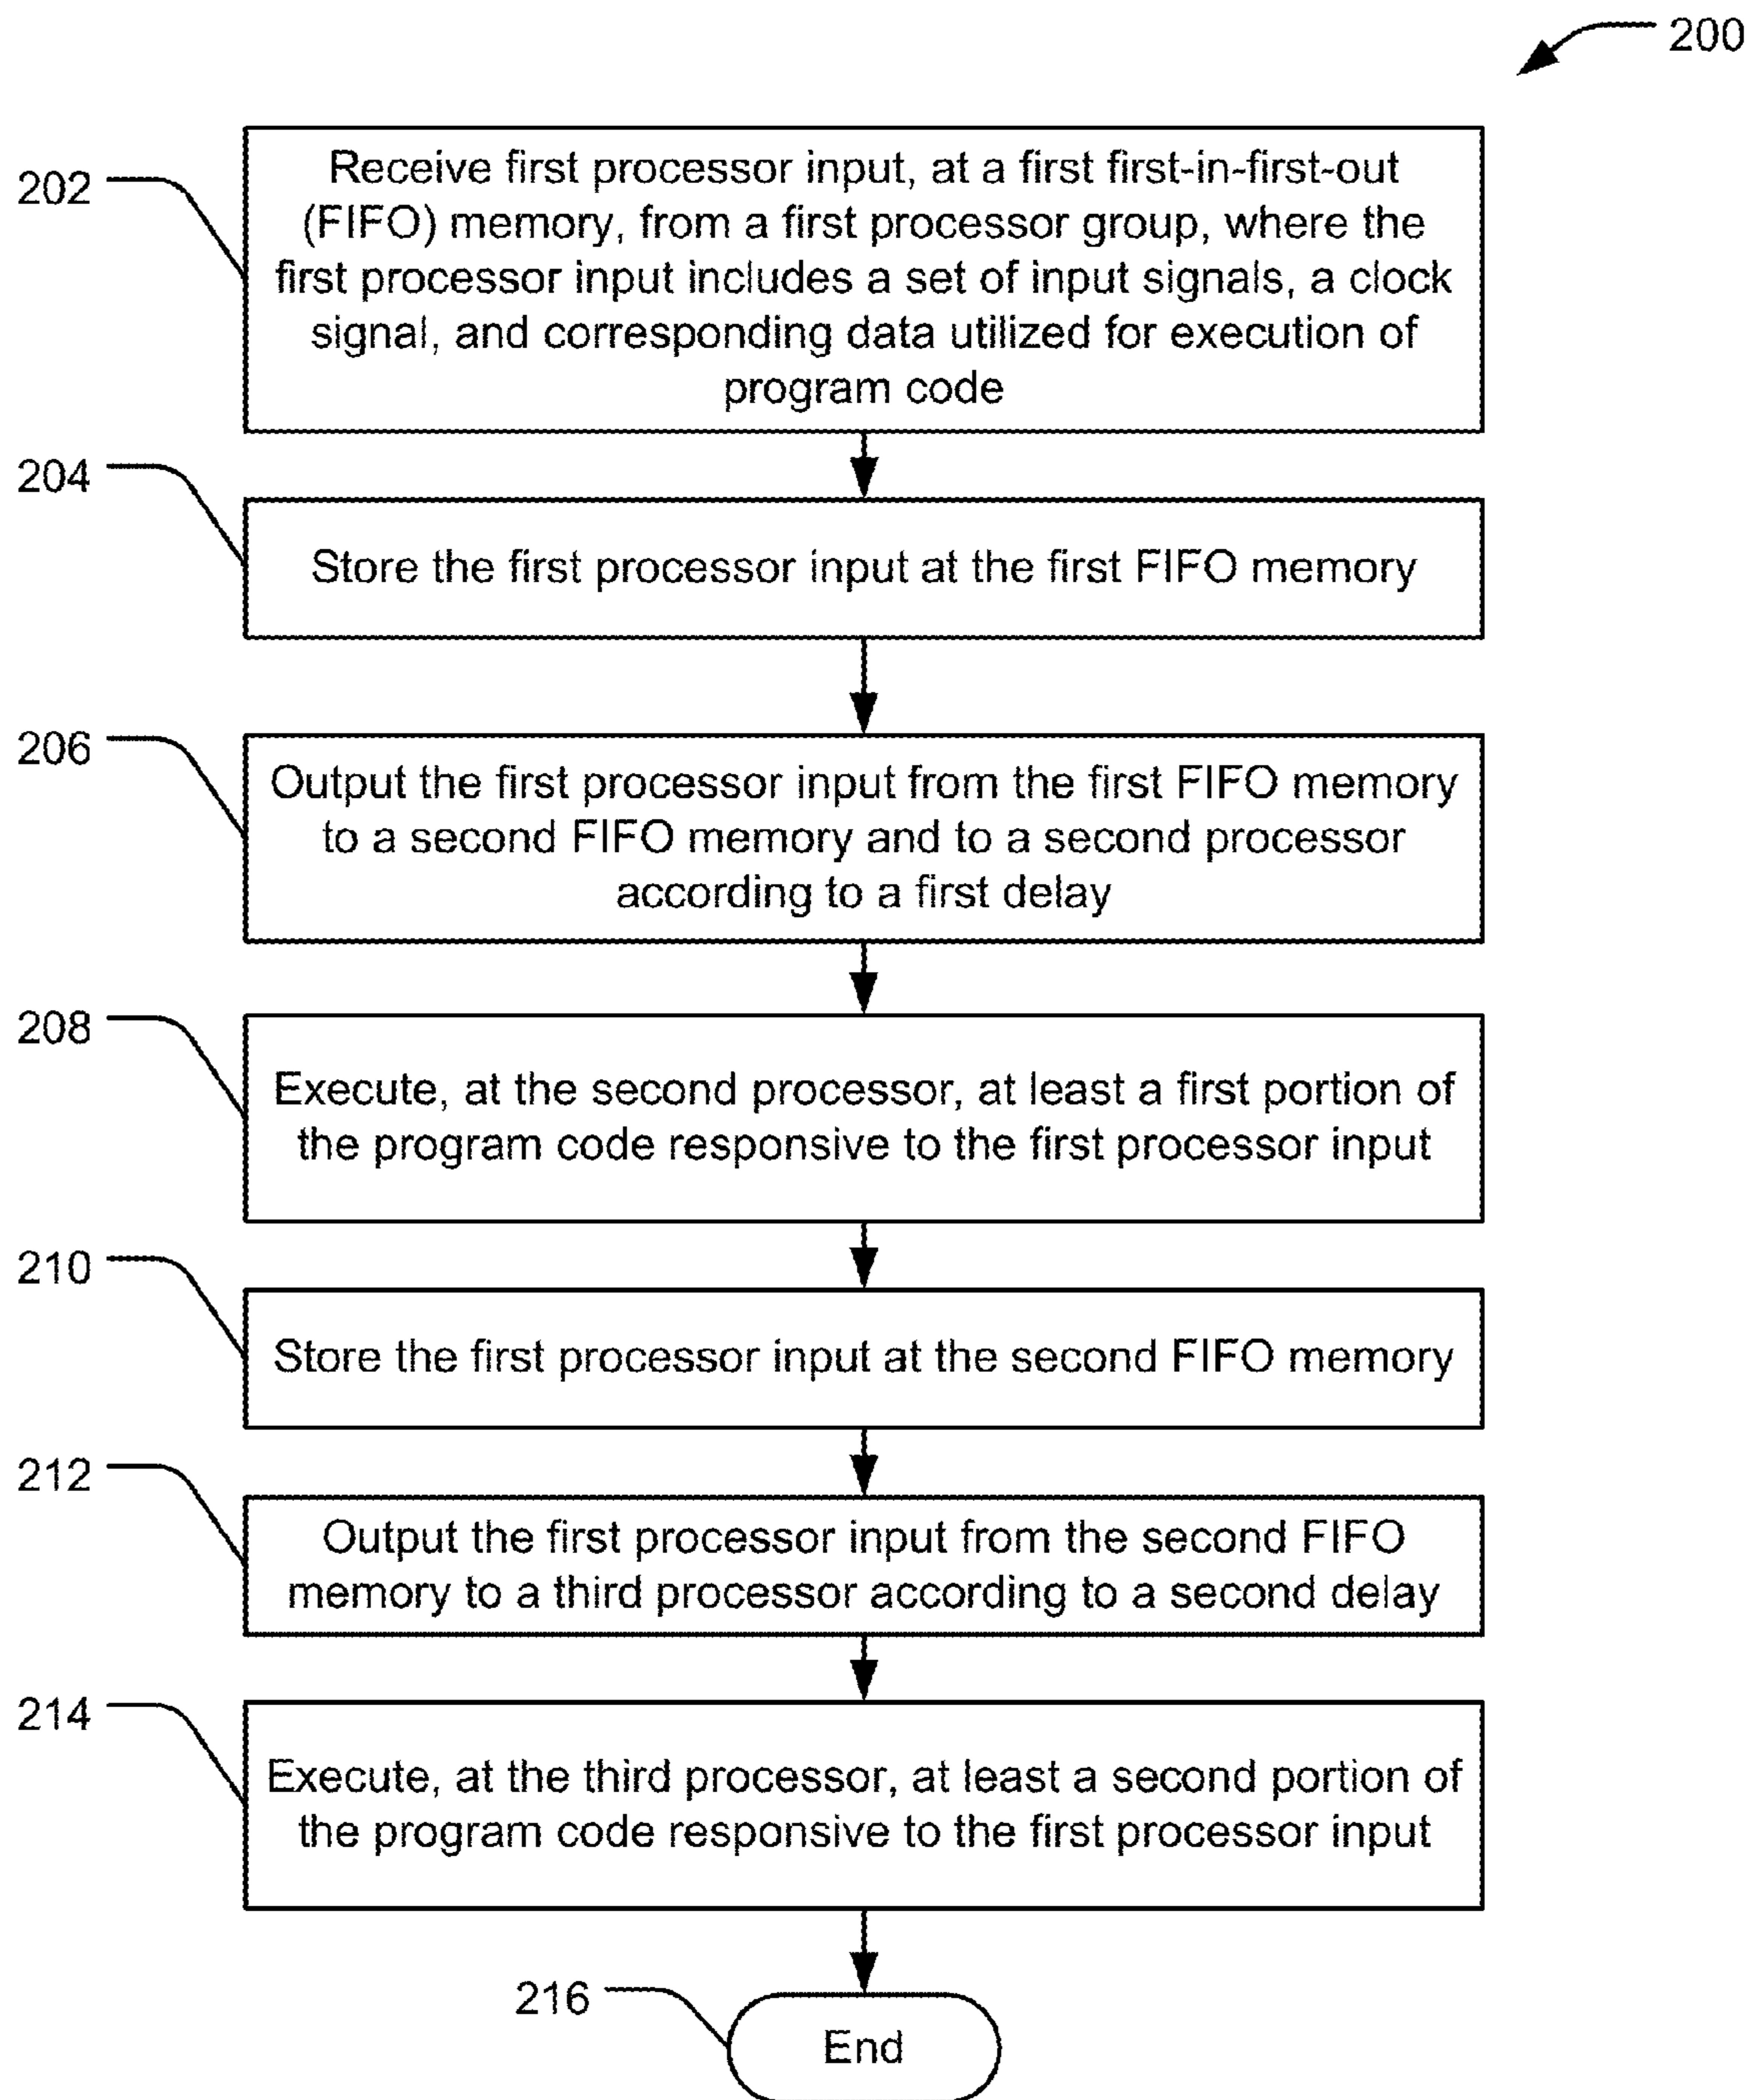 200
202
Receive first processor input, at a first first-in-first-out
(FIFO) memory, from a first processor group, where the
first processor input includes a set of input signals, a clock
signal, and corresponding data utilized for execution of
program code
204
Store the first processor input at the first FIFO memory
206
Output the first processor input from the first FIFO memory
to a second FIFO memory and to a second processor
according to a first delay
208
Execute, at the second processor, at least a first portion of
the program code responsive to the first processor input
210
Store the first processor input at the second FIFO memory
212
Output the first processor input from the second FIFO
memory to a third processor according to a second delay
214
Execute, at the third processor, at least a second portion of
the program code responsive to the first processor input
216
End